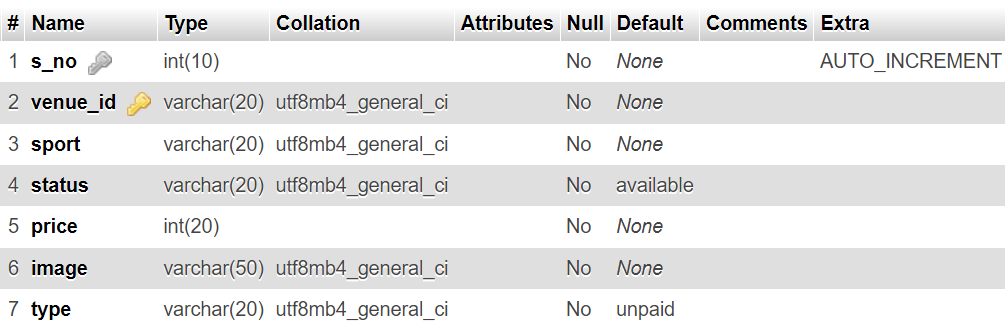 # Name Type Collation Attributes Null Default Comments Extra
1 s_no int(10) No None AUTO_INCREMENT
2 venue_id varchar(20) utf8mb4_general_ci No None
3 sport varchar(20) utf8mb4_general_ci No None
4 status varchar(20) utf8mb4_general_ci No available
5 price int(20) No None
6 image varchar(50) utf8mb4_general_ci No None
7 type varchar(20) utf8mb4_general_ci No unpaid